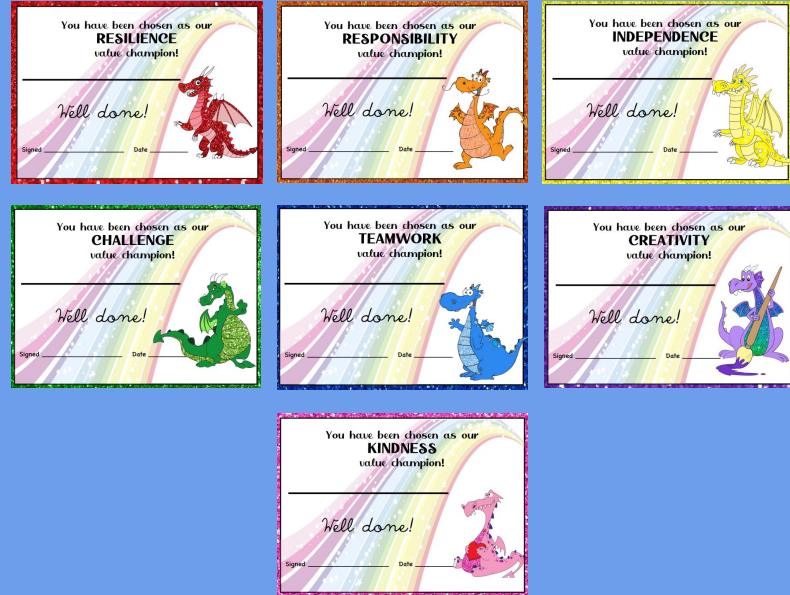 You have been chosen as our
RESILIENCE
value champion!
Well done!
Signed Date
You have been chosen as our
RESPONSIBILITY
value champion!
Well done!
Signed Date
You have been chosen as our
INDEPENDENCE
value champion!
Well done!
Signed Date
You have been chosen as our
CHALLENGE
value champion!
Well done!
Signed Date
You have been chosen as our
TEAMWORK
value champion!
Well done!
Signed Date
You have been chosen as our
CREATIVITY
value champion!
Well done!
Signed Date
You have been chosen as our
KINDNESS
value champion!
Well done!
Signed Date